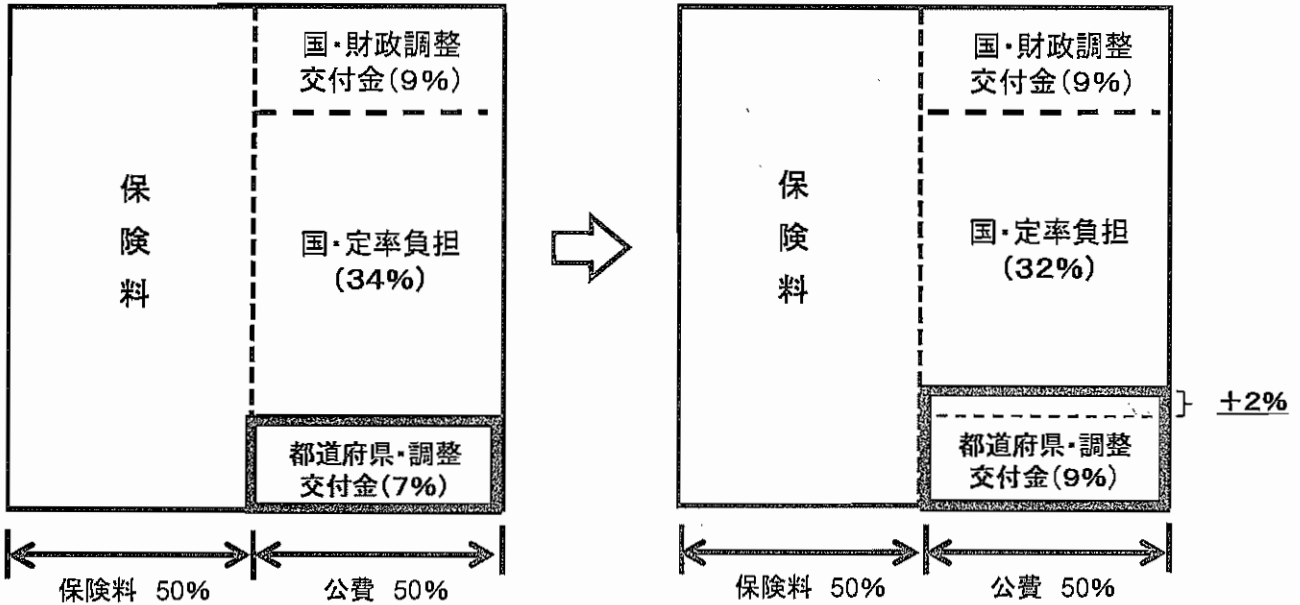 国・財政調整
交付金(9%)
保険料
国・定率負担
(34%)
都道府県・調整
交付金(7%)
保険料 50%
公費 50%
国・財政調整
交付金(9%)
保険料
国・定率負担
(32%)
+2%
都道府県・調整
交付金(9%)
保険料 50%
公費 50%